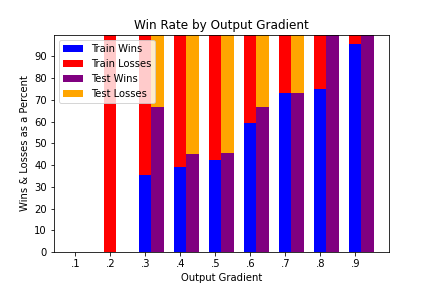 Win Rate by Output Gradient
Wins & Losses as a Percent
90
80
70
60
50
40
30
20
10
0
Train Wins
Train Losses
Test Wins
Test Losses
.1 .2 .3 .4 .5 .6 .7 .8 .9
Output Gradient